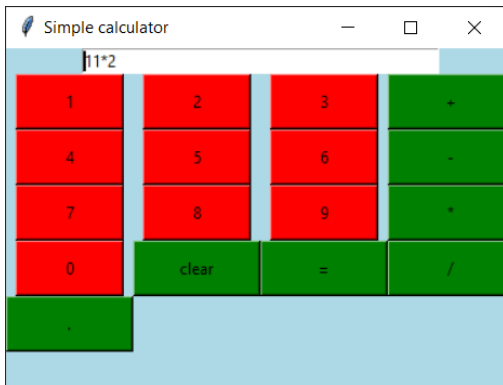 Simple calculator
11*2
1 2 3 +
4 5 6 -
7 8 9 *
0 clear = /
.